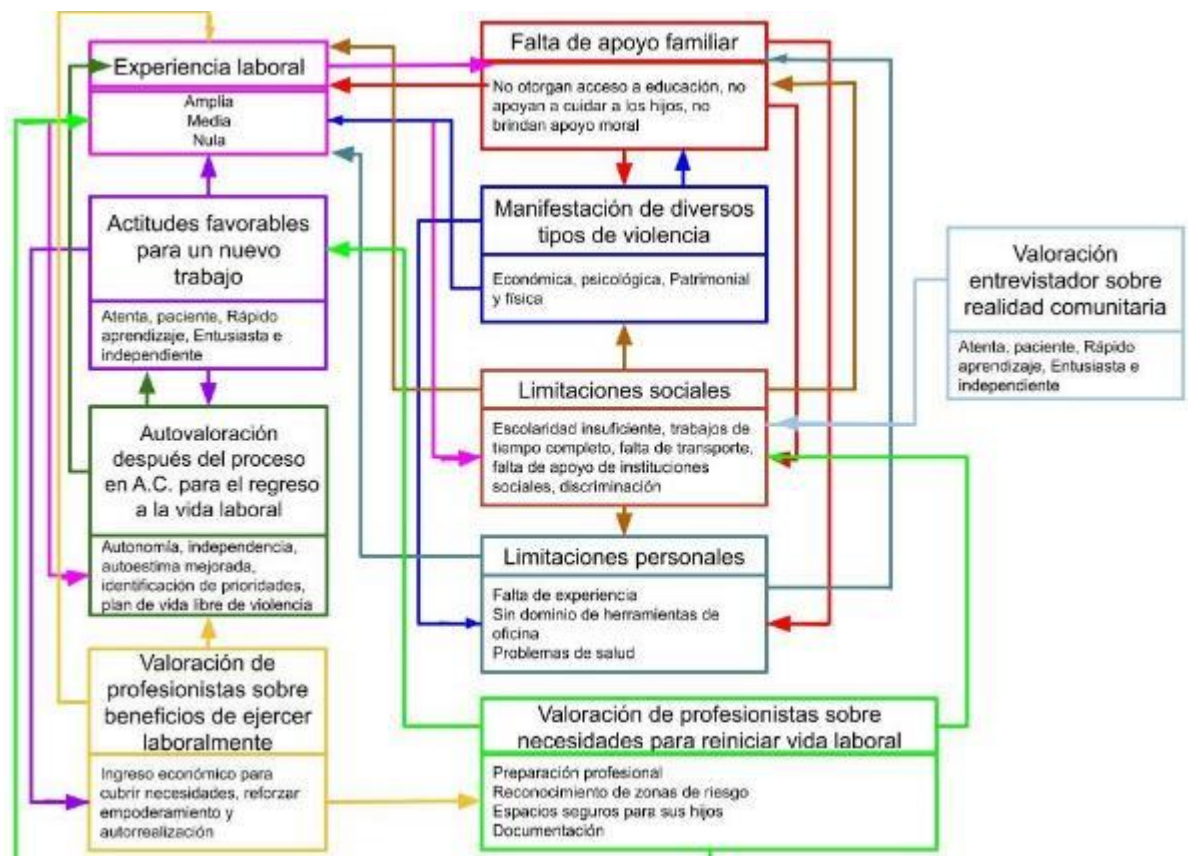 Experiencia laboral
Amplia
Media
Nula
Actitudes favorables
para un nuevo
trabajo
Atenta, paciente, Rápido
aprendizaje, Entusiasta e
independiente
Autovaloración
después del proceso
en A.C. para el regreso
a la vida laboral
Autonomía, independencia,
autoestima mejorada,
identificación de prioridades,
plan de vida libre de violencia
Valoración de
profesionistas sobre
beneficios de ejercer
laboralmente
Ingreso económico para
cubrir necesidades, reforzar
empoderamiento y
autorrealización
Falta de apoyo familiar
No otorgan acceso a educación, no
apoyan a cuidar a los hijos, no
brindan apoyo moral
Manifestación de diversos
tipos de violencia
Económica, psicológica, Patrimonial
y física
Limitaciones sociales
Escolaridad insuficiente, trabajos de
tiempo completo, falta de transporte,
falta de apoyo de instituciones
sociales, discriminación
Limitaciones personales
Falta de experiencia
Sin dominio de herramientas de
oficina
Problemas de salud
Valoración de profesionistas sobre
necesidades para reiniciar vida laboral
Preparación profesional
Reconocimiento de zonas de riesgo
Espacios seguros para sus hijos
Documentación
Valoración
entrevistador sobre
realidad comunitaria
Atenta, paciente, Rápido
aprendizaje, Entusiasta e
independiente